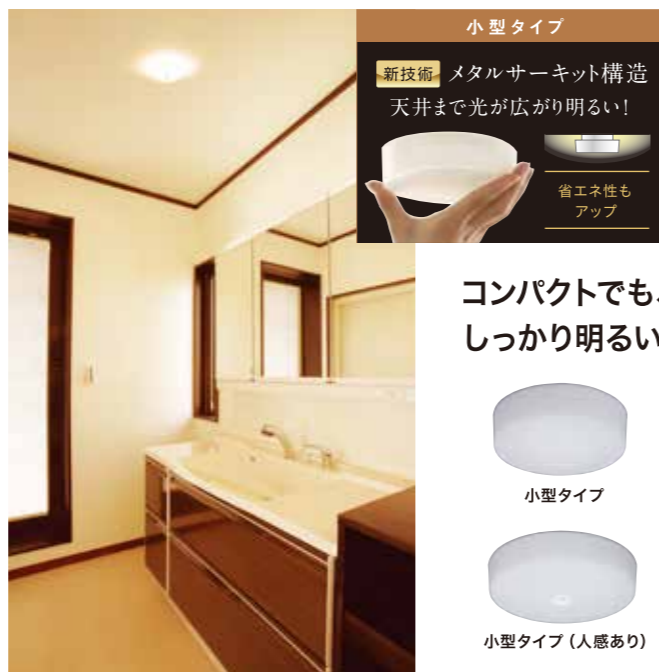 小型タイプ
新技術 メタルサーキット構造
天井まで光が広がり明るい!
省エネ性も
アップ
コンパクトでも、
しっかり明るい
小型タイプ
小型タイプ(人感あり)